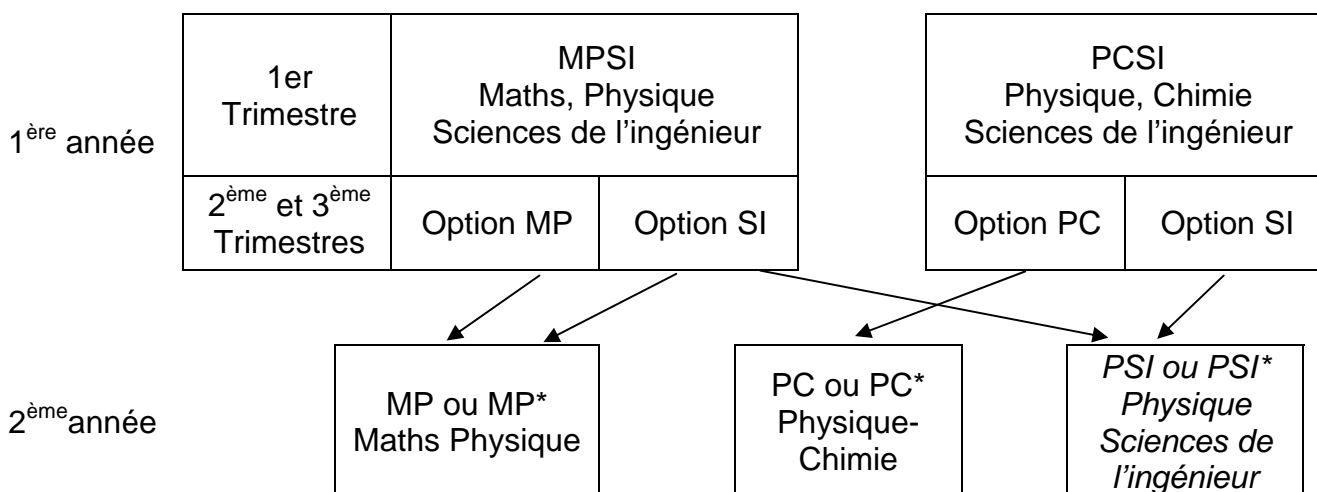 1er
Trimestre
MPSI
Maths, Physique
Sciences de l’ingénieur
PCSI
Physique, Chimie
Sciences de l’ingénieur
1ère année
2ème et 3ème
Trimestres
Option MP
Option SI
Option PC
Option SI
2ème année
MP ou MP*
Maths Physique
PC ou PC*
Physique-
Chimie
PSI ou PSI*
Physique
Sciences de
l’ingénieur